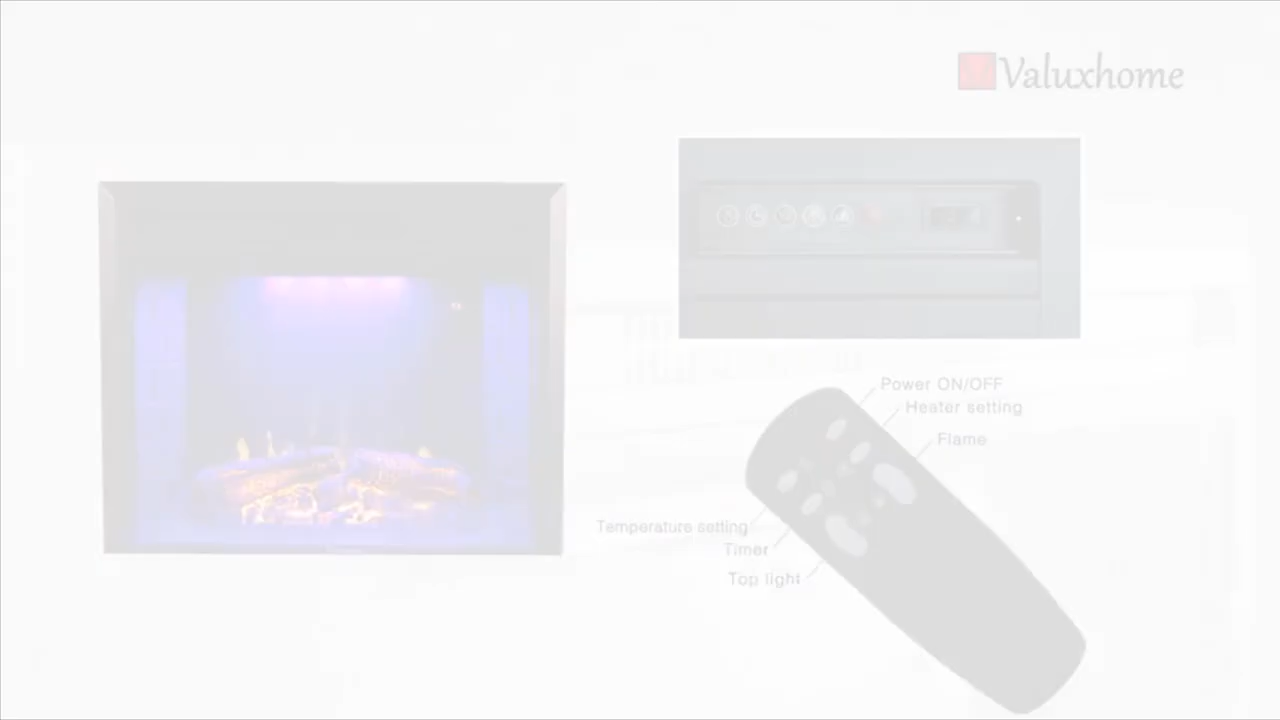 Valuxhome
Power ON/OFF
Heater setting
Flame
Temperature setting
Timer
Top light